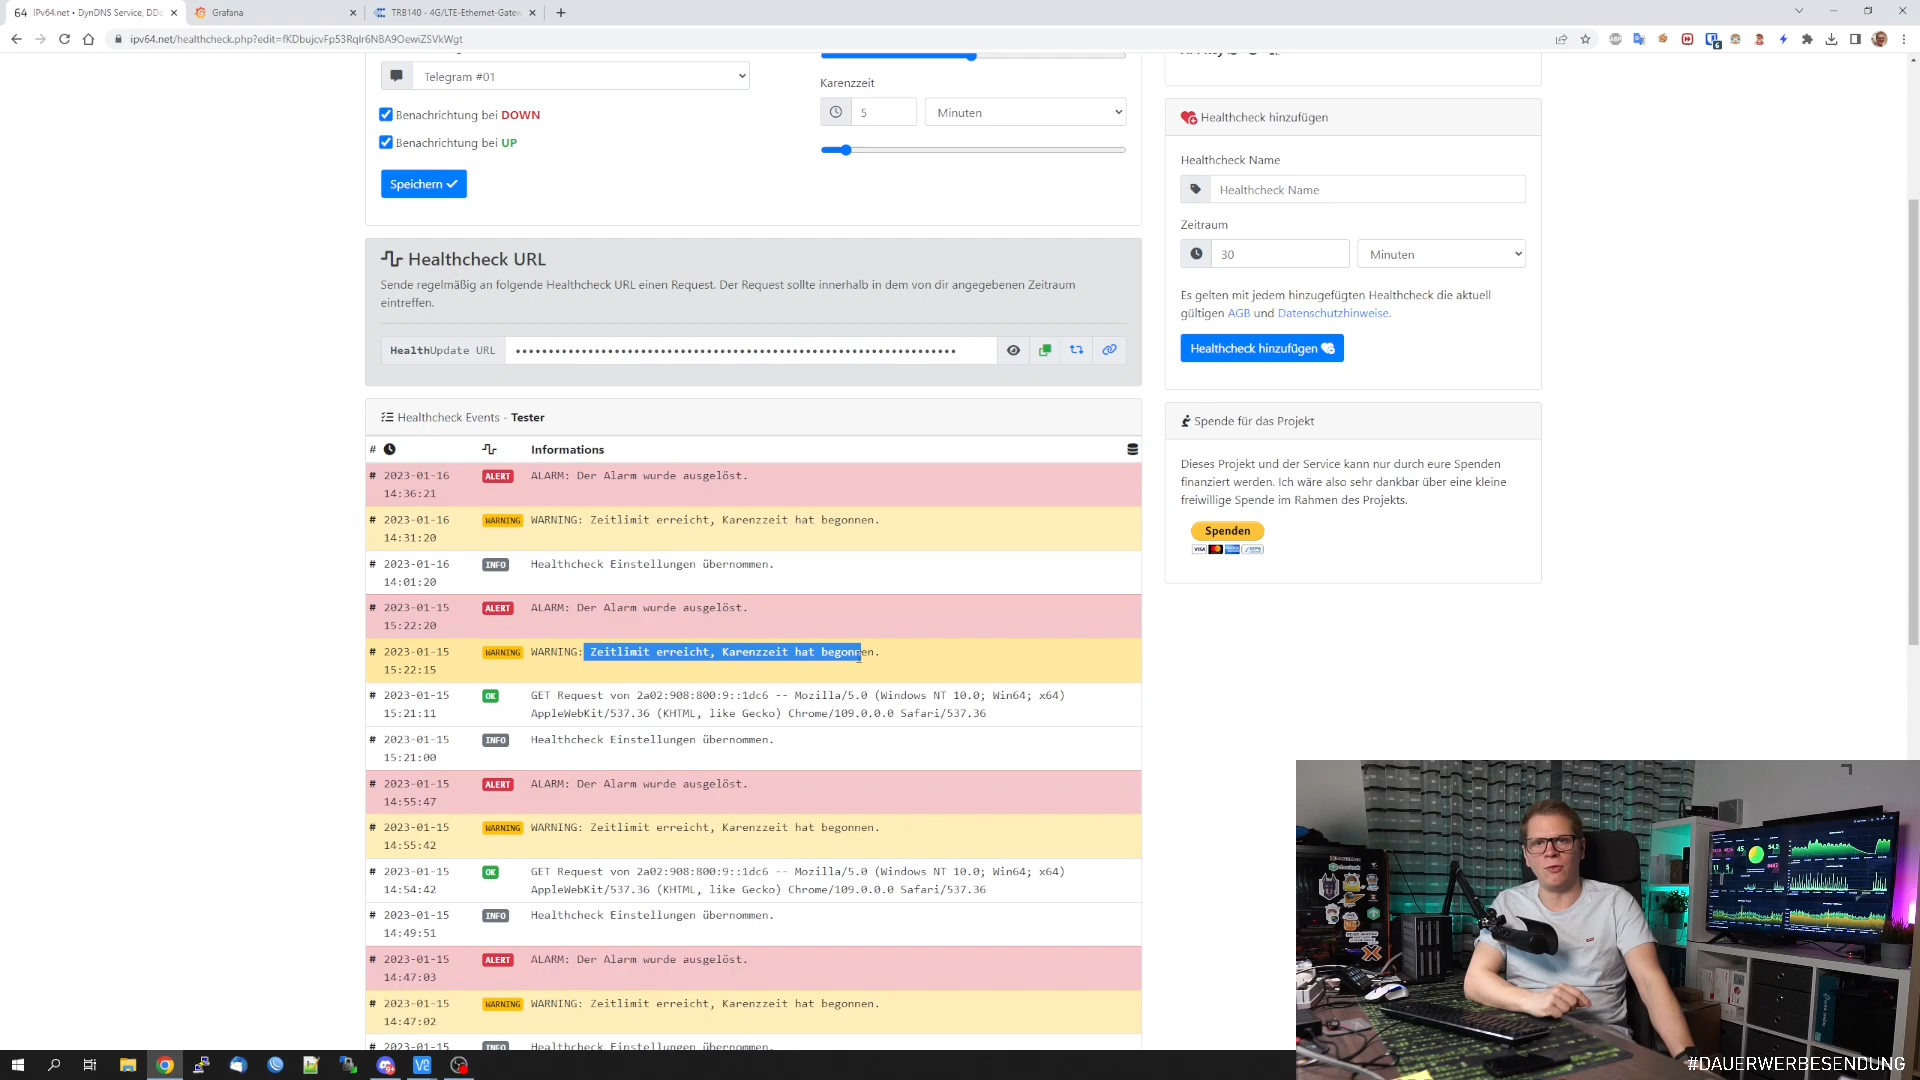 64 IPv64.net • DynDNS Service, DDo
Grafana
TRB140 - 4G/LTE-Ethernet-Gatew
ipv64.net/healthcheck.php?edit=fKDbujcvFp53RqIr6NBA9OewiZSVkWgt
Telegram #01
Benachrichtung bei DOWN
Benachrichtung bei UP
Speichern
Karenzzeit
5
Minuten
Healthcheck URL
Sende regelmäßig an folgende Healthcheck URL einen Request. Der Request sollte innerhalb in dem von dir angegebenen Zeitraum
eintreffen.
HealthUpdate URL
Healthcheck Events - Tester
# Informations
# 2023-01-16 ALERT ALARM: Der Alarm wurde ausgelöst.
14:36:21
# 2023-01-16 WARNING WARNING: Zeitlimit erreicht, Karenzzeit hat begonnen.
14:31:20
# 2023-01-16 INFO Healthcheck Einstellungen übernommen.
14:01:20
# 2023-01-15 ALERT ALARM: Der Alarm wurde ausgelöst.
15:22:20
# 2023-01-15 WARNING WARNING: Zeitlimit erreicht, Karenzzeit hat begonnen.
15:22:15
# 2023-01-15 OK GET Request von 2a02:908:800:9::1dc6 -- Mozilla/5.0 (Windows NT 10.0; Win64; x64)
15:21:11 AppleWebKit/537.36 (KHTML, like Gecko) Chrome/109.0.0.0 Safari/537.36
# 2023-01-15 INFO Healthcheck Einstellungen übernommen.
15:21:00
# 2023-01-15 ALERT ALARM: Der Alarm wurde ausgelöst.
14:55:47
# 2023-01-15 WARNING WARNING: Zeitlimit erreicht, Karenzzeit hat begonnen.
14:55:42
# 2023-01-15 OK GET Request von 2a02:908:800:9::1dc6 -- Mozilla/5.0 (Windows NT 10.0; Win64; x64)
14:54:42 AppleWebKit/537.36 (KHTML, like Gecko) Chrome/109.0.0.0 Safari/537.36
# 2023-01-15 INFO Healthcheck Einstellungen übernommen.
14:49:51
# 2023-01-15 ALERT ALARM: Der Alarm wurde ausgelöst.
14:47:03
# 2023-01-15 WARNING WARNING: Zeitlimit erreicht, Karenzzeit hat begonnen.
14:47:02
# 2023-01-15 INFO Healthcheck Einstellungen übernommen.
Healthcheck hinzufügen
Healthcheck Name
Healthcheck Name
Zeitraum
30
Minuten
Es gelten mit jedem hinzugefügten Healthcheck die aktuell
gültigen AGB und Datenschutzhinweise.
Healthcheck hinzufügen
Spende für das Projekt
Dieses Projekt und der Service kann nur durch eure Spenden
finanziert werden. Ich wäre also sehr dankbar über eine kleine
freiwillige Spende im Rahmen des Projekts.
Spenden
VISA
#DAUERWERBESENDUNG